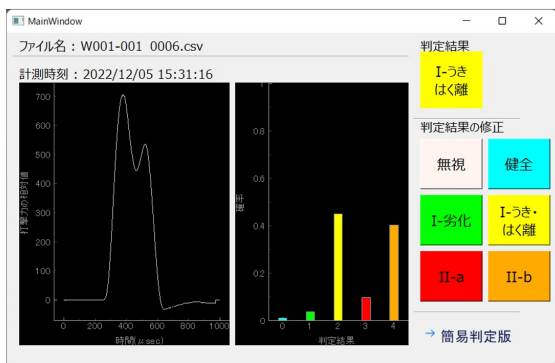 MainWindow
ファイル名：W001-001 0006.csv
計測時刻：2022/12/05 15:31:16
判定結果
I-うき
はく離
判定結果の修正
無視
健全
I-劣化
I-うき・
はく離
II-a
II-b
→ 簡易判定版
打撃力の相対値
700
600
500
400
300
200
100
0
0 200 400 600 800 1000
時間(μsec)
確率
1
0.8
0.6
0.4
0.2
0
0 1 2 3 4
判定結果